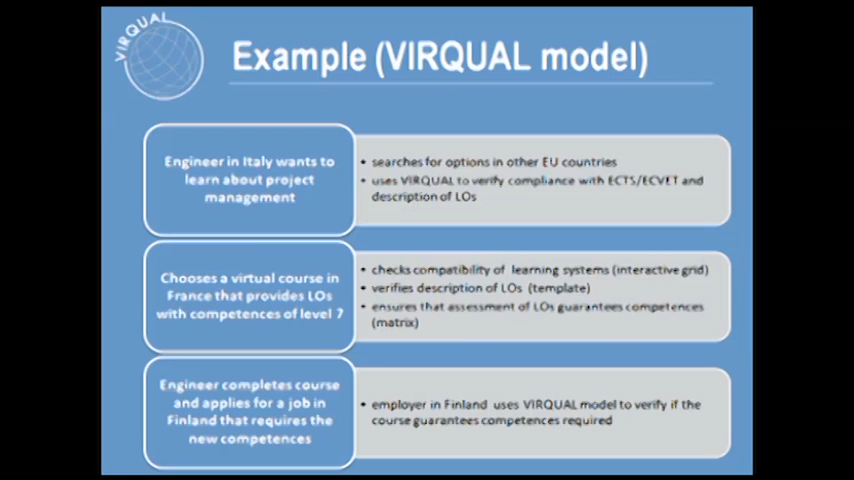 VIRQUAL
Example (VIRQUAL model)
Engineer in Italy wants to
learn about project
management
• searches for options in other EU countries
• uses VIRQUAL to verify compliance with ECTS/ECVET and
description of LOs
Chooses a virtual course in
France that provides LOs
with competences of level 7
• checks compatibility of learning systems (interactive grid)
• verifies description of LOs (template)
• ensures that assessment of LOs guarantees competences
(matrix)
Engineer completes course
and applies for a job in
Finland that requires the
new competences
• employer in Finland uses VIRQUAL model to verify if the
course guarantees competences required